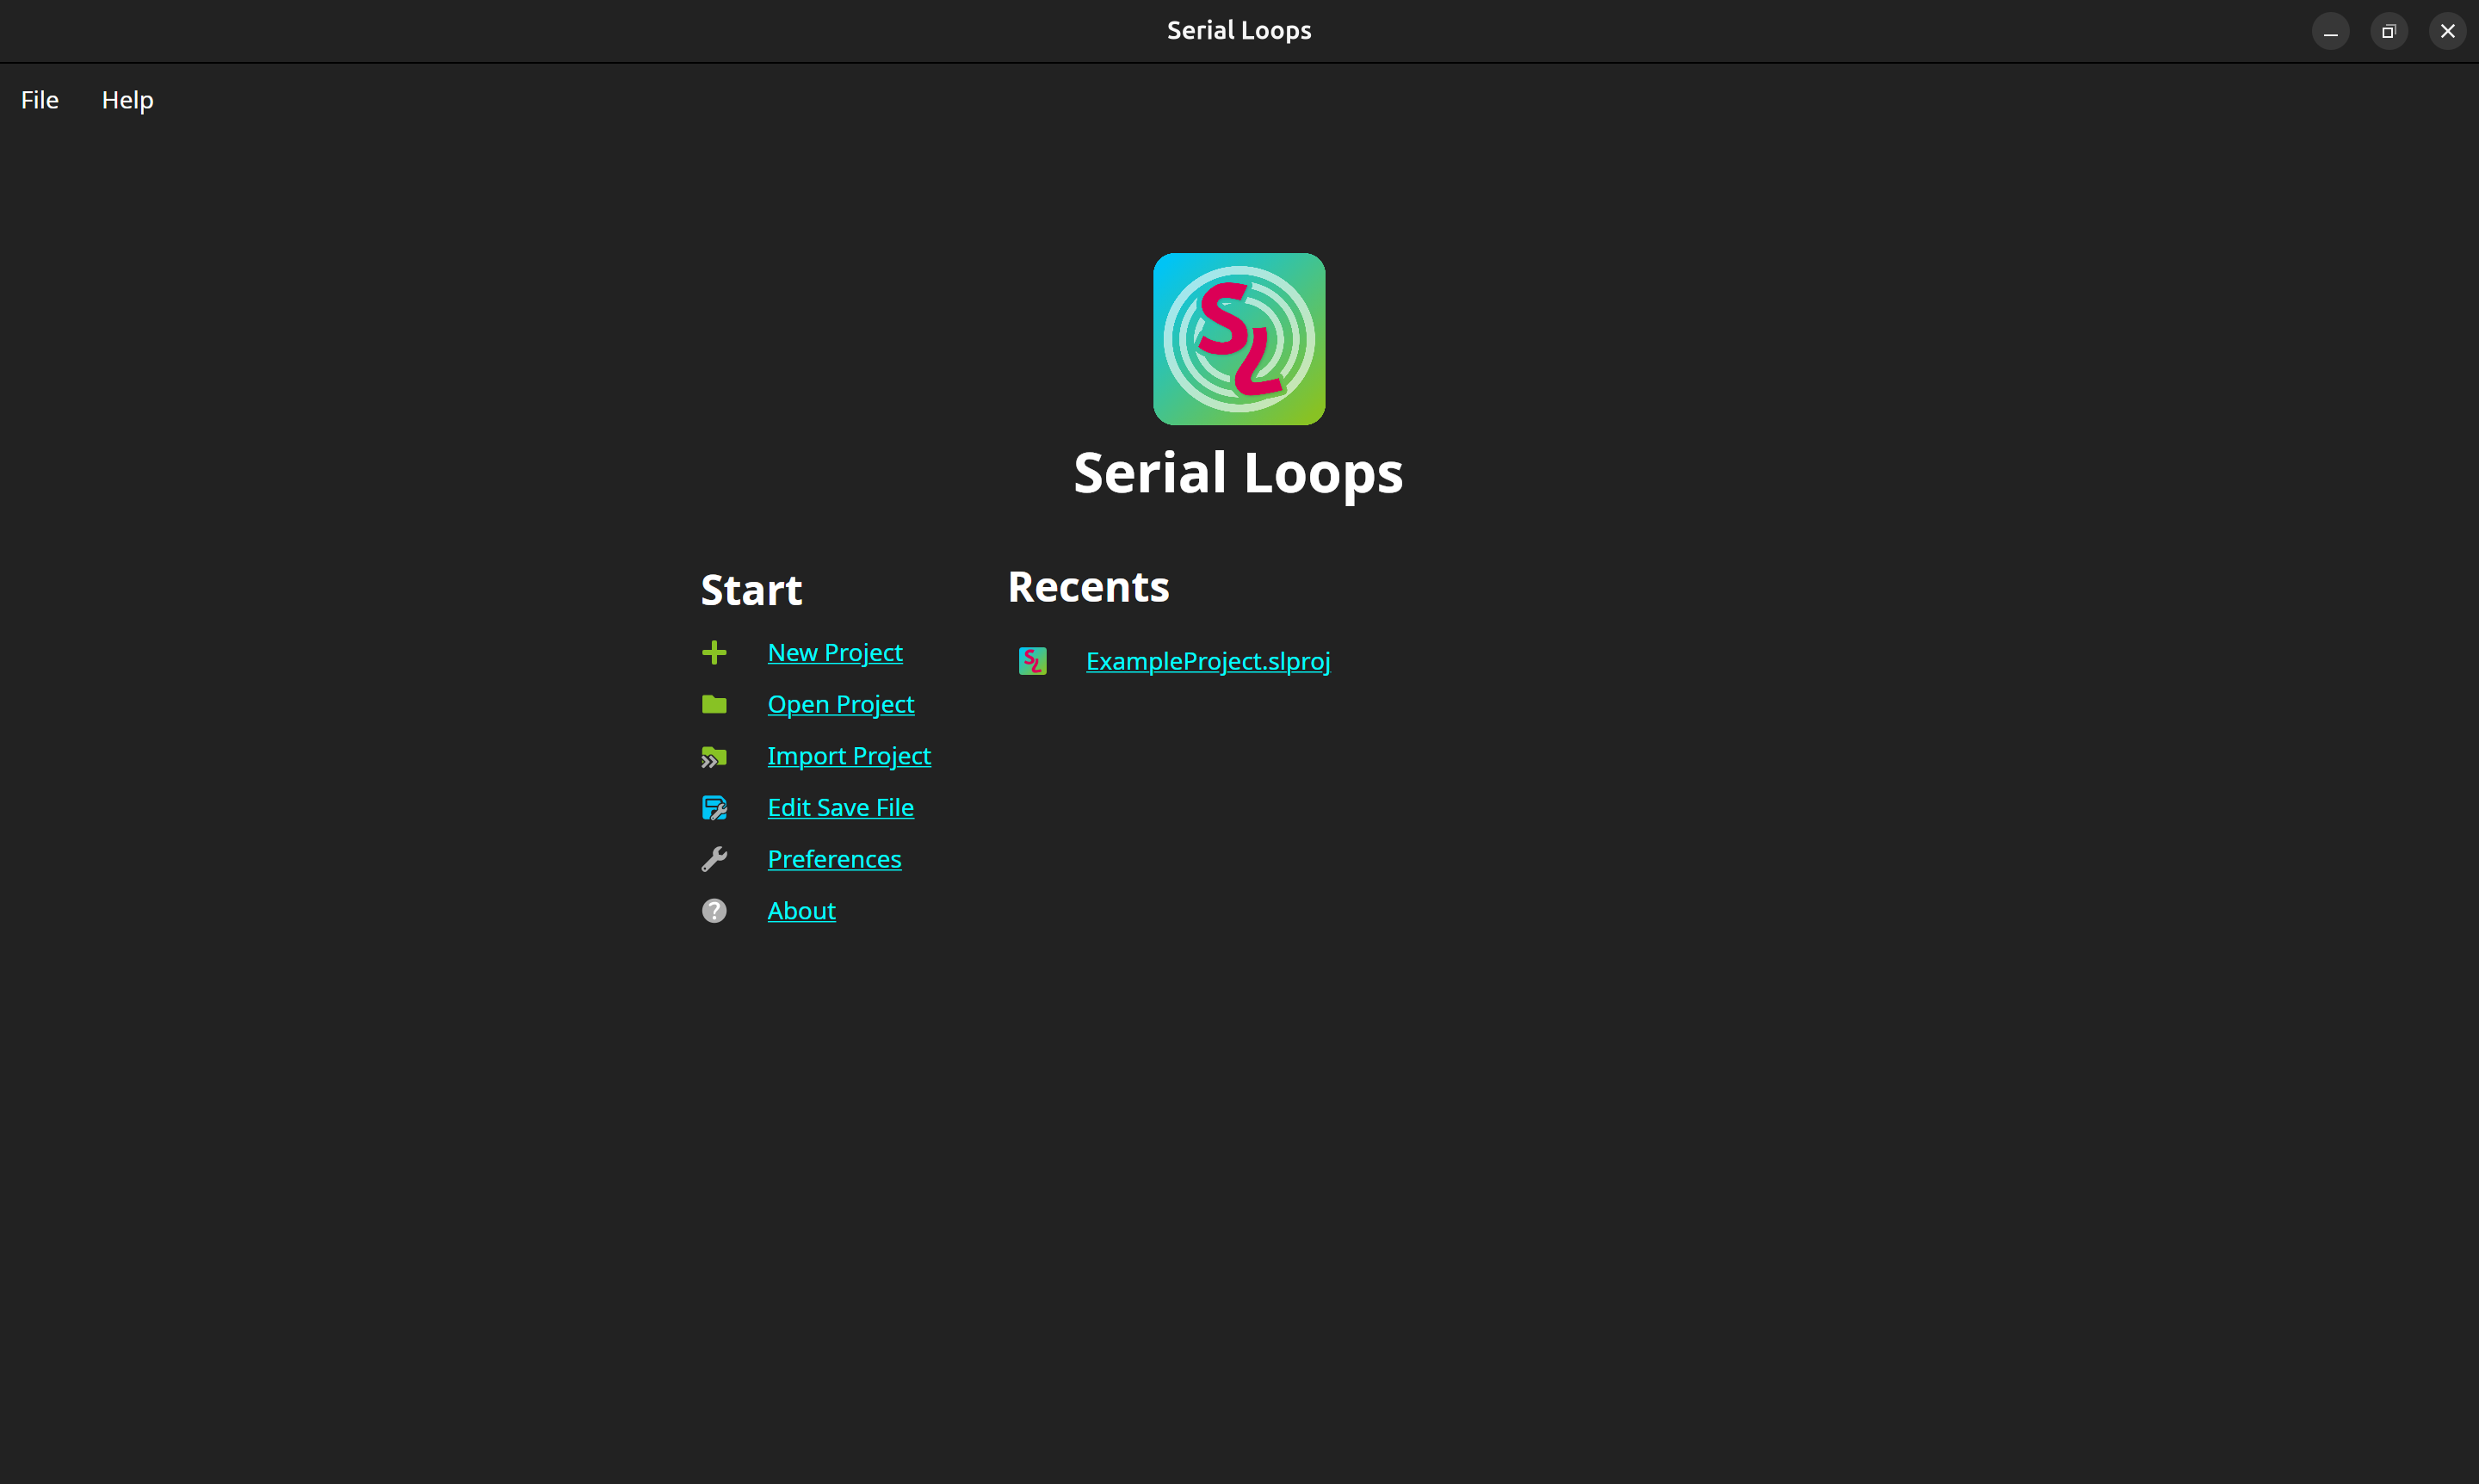 Serial Loops
File Help
SL
Serial Loops
Start
New Project
Open Project
Import Project
Edit Save File
Preferences
? About
Recents
SL ExampleProject.slproj